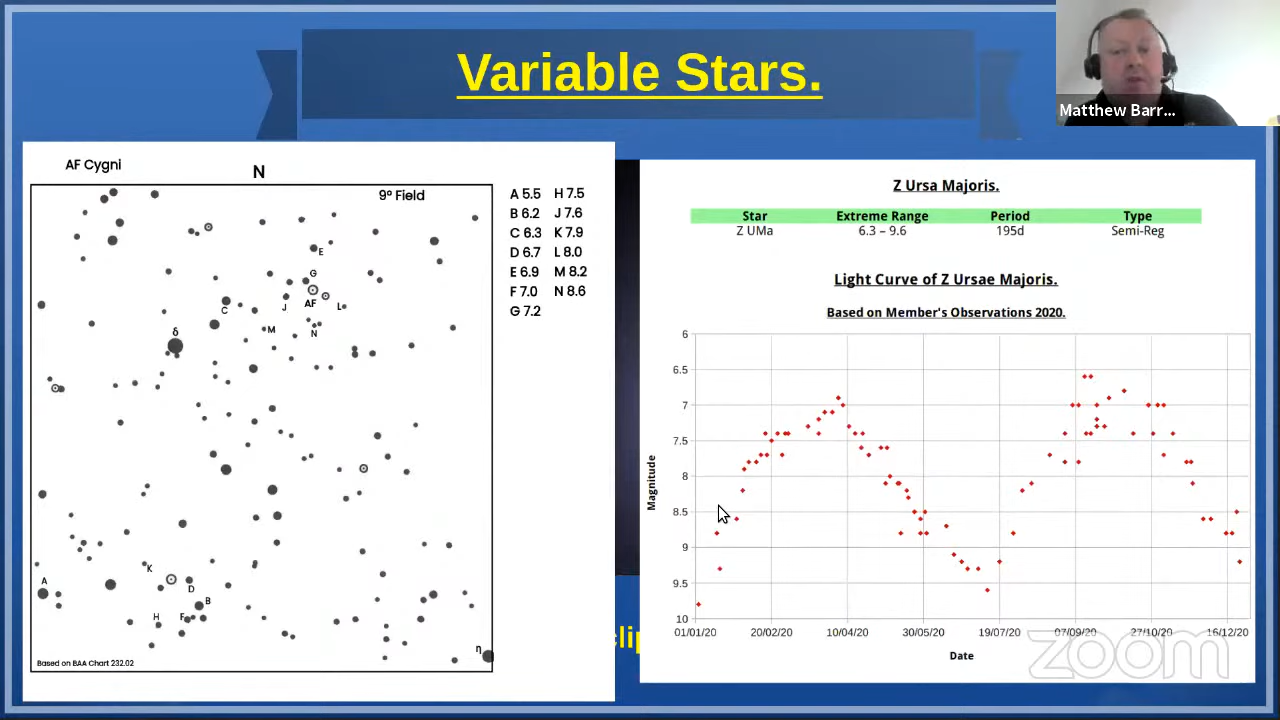 Variable Stars.
Matthew Barr...
AF Cygni
N
9° Field
A 5.5 H 7.5
B 6.2 J 7.6
C 6.3 K 7.9
D 6.7 L 8.0
E 6.9 M 8.2
F 7.0 N 8.6
G 7.2
E
G
AF
J
L
C
M
N
δ
K
A
D
B
H
F
η
Based on BAA Chart 232.02
Z Ursa Majoris.
Star Extreme Range Period Type
Z UMa 6.3 – 9.6 195d Semi-Reg
Light Curve of Z Ursae Majoris.
Based on Member's Observations 2020.
6
6.5
7
7.5
8
8.5
9
9.5
10
Magnitude
01/01/20 20/02/20 10/04/20 30/05/20 19/07/20 07/09/20 27/10/20 16/12/20
Date
clip
zoom